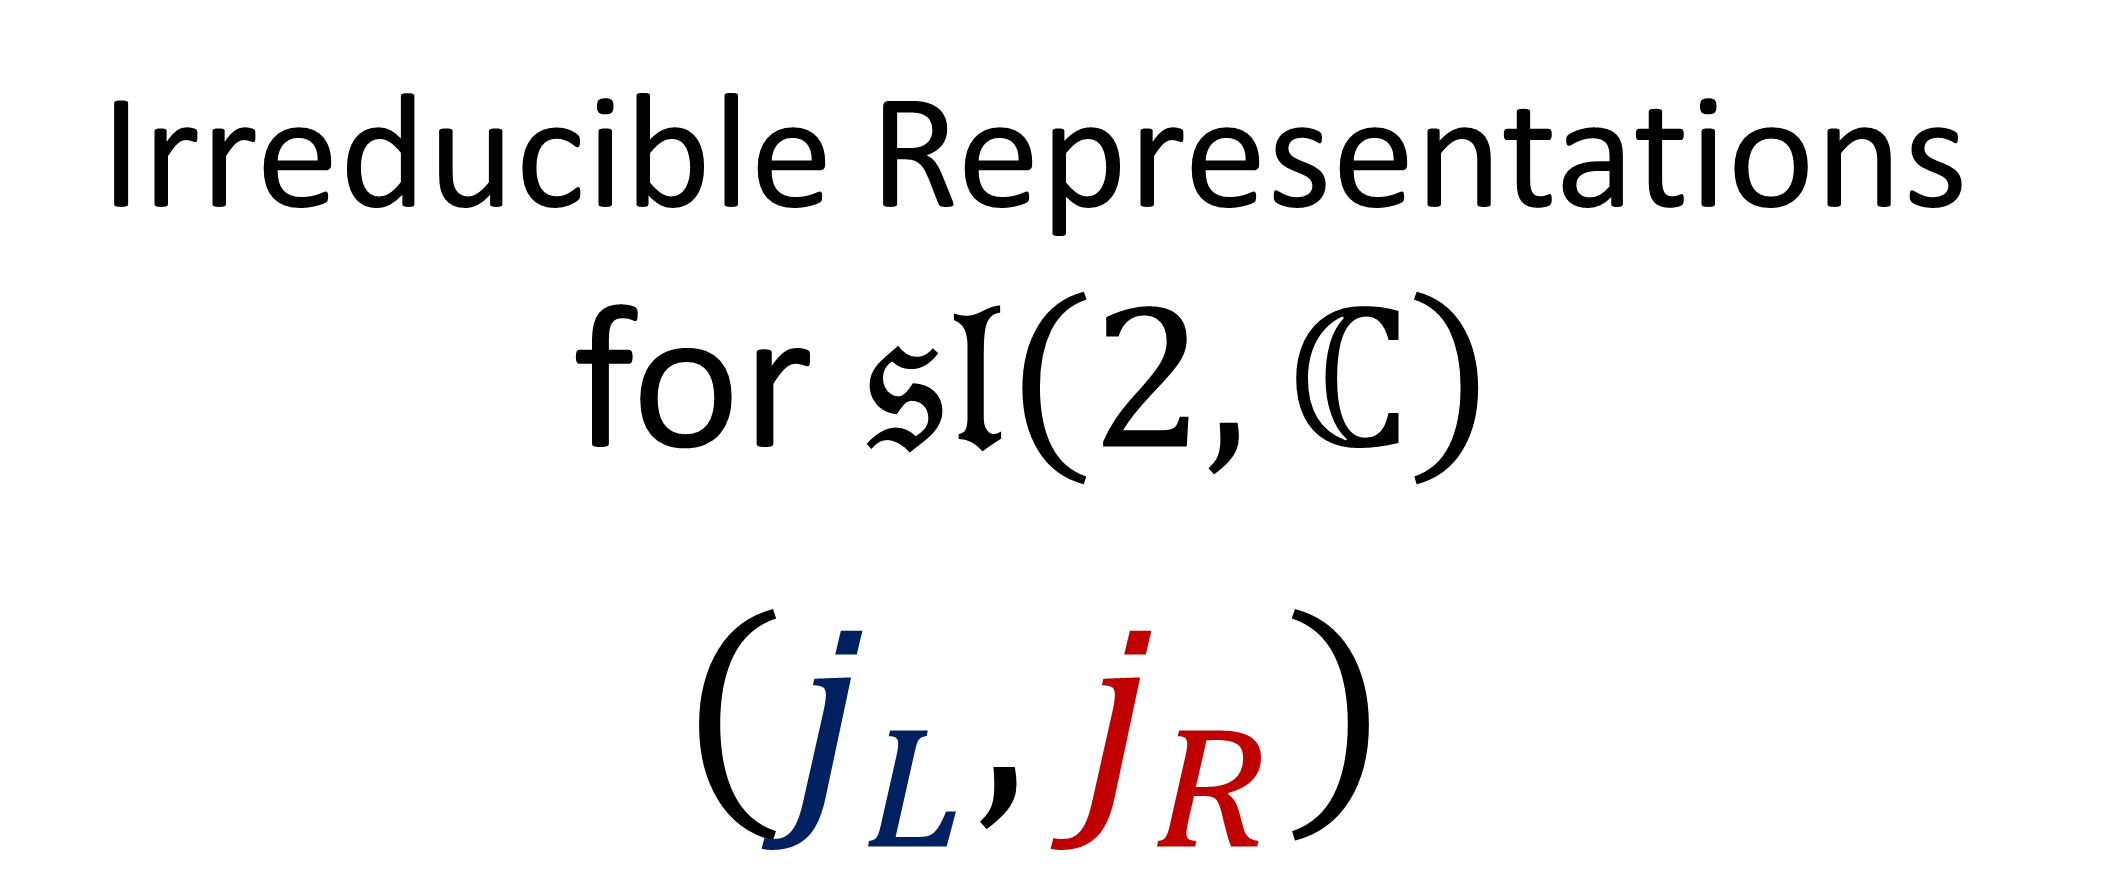 Irreducible Representations
for 𝔰𝔩(2, ℂ)
(j_L, j_R)